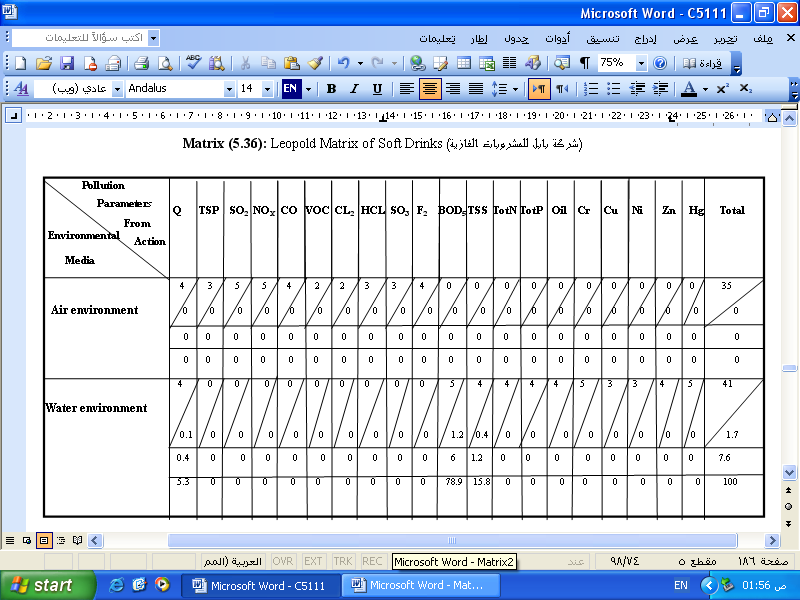 Microsoft Word - C5111
ملف تحرير عرض إدراج تنسيق أدوات جدول إطار تعليمات
اكتب سؤالاً للتعليمات
75% قراءة
عادي (ويب) Andalus 14 EN B I U
2 3 4 5 6 7 8 9 10 11 12 13 14 15 16 17 18 19 20 21 22 23 24 25 26
Matrix (5.36): Leopold Matrix of Soft Drinks (شركة بابل للمشروبات الغازية)
Pollution Parameters From Action Environmental Media Q TSP SO2 NOX CO VOC CL2 HCL SO3 F2 BOD5 TSS TotN TotP Oil Cr Cu Ni Zn Hg Total
4 3 5 5 4 2 2 3 3 4 0 0 0 0 0 0 0 0 0 0 35
Air environment 0 0 0 0 0 0 0 0 0 0 0 0 0 0 0 0 0 0 0 0 0
0 0 0 0 0 0 0 0 0 0 0 0 0 0 0 0 0 0 0 0 0
0 0 0 0 0 0 0 0 0 0 0 0 0 0 0 0 0 0 0 0 0
4 0 0 0 0 0 0 0 0 0 5 4 4 4 4 5 3 3 4 5 41
Water environment
0.1 0 0 0 0 0 0 0 0 0 1.2 0.4 0 0 0 0 0 0 0 0 1.7
0.4 0 0 0 0 0 0 0 0 0 6 1.2 0 0 0 0 0 0 0 0 7.6
5.3 0 0 0 0 0 0 0 0 0 78.9 15.8 0 0 0 0 0 0 0 0 100
صفحة ١٨٦ مقطع ٥ ٩٨/٧٤ عند
Microsoft Word - Matrix2
REC TRK EXT OVR العربية (المم
start
Microsoft Word - C5111
Microsoft Word - Mat...
EN
01:56 ص